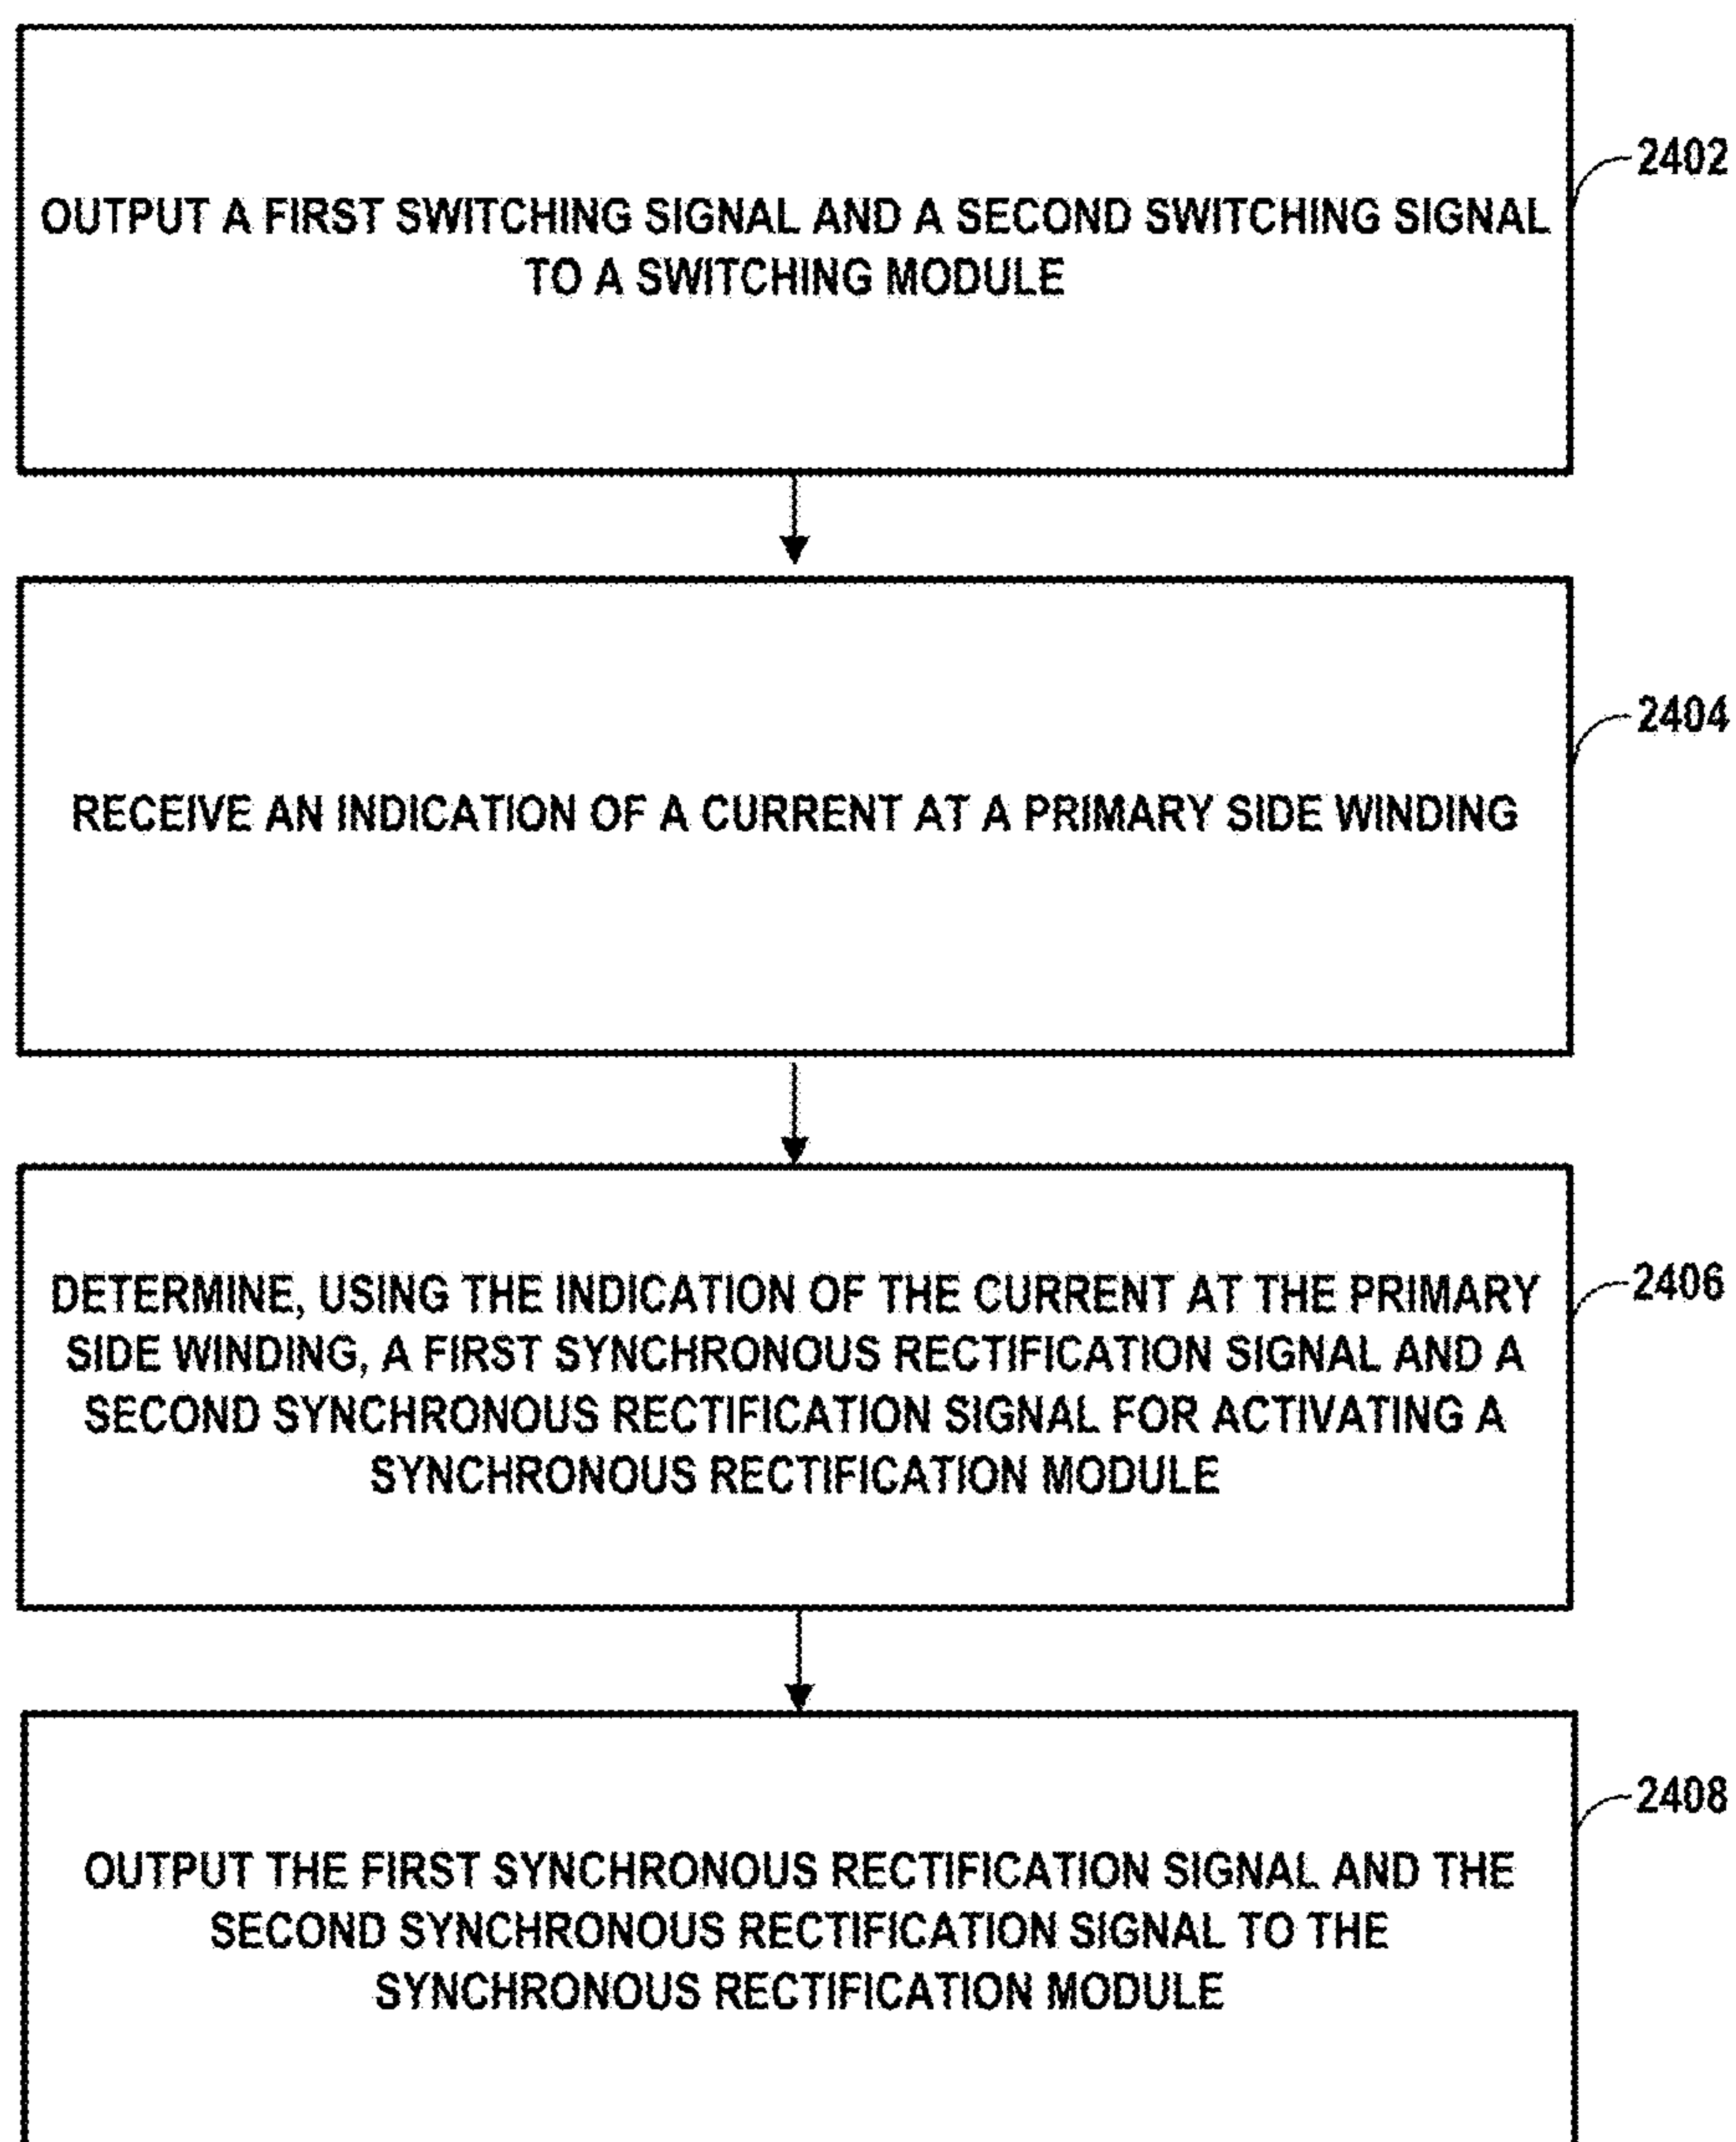 OUTPUT A FIRST SWITCHING SIGNAL AND A SECOND SWITCHING SIGNAL
TO A SWITCHING MODULE
2402
RECEIVE AN INDICATION OF A CURRENT AT A PRIMARY SIDE WINDING
2404
DETERMINE, USING THE INDICATION OF THE CURRENT AT THE PRIMARY
SIDE WINDING, A FIRST SYNCHRONOUS RECTIFICATION SIGNAL AND A
SECOND SYNCHRONOUS RECTIFICATION SIGNAL FOR ACTIVATING A
SYNCHRONOUS RECTIFICATION MODULE
2406
OUTPUT THE FIRST SYNCHRONOUS RECTIFICATION SIGNAL AND THE
SECOND SYNCHRONOUS RECTIFICATION SIGNAL TO THE
SYNCHRONOUS RECTIFICATION MODULE
2408